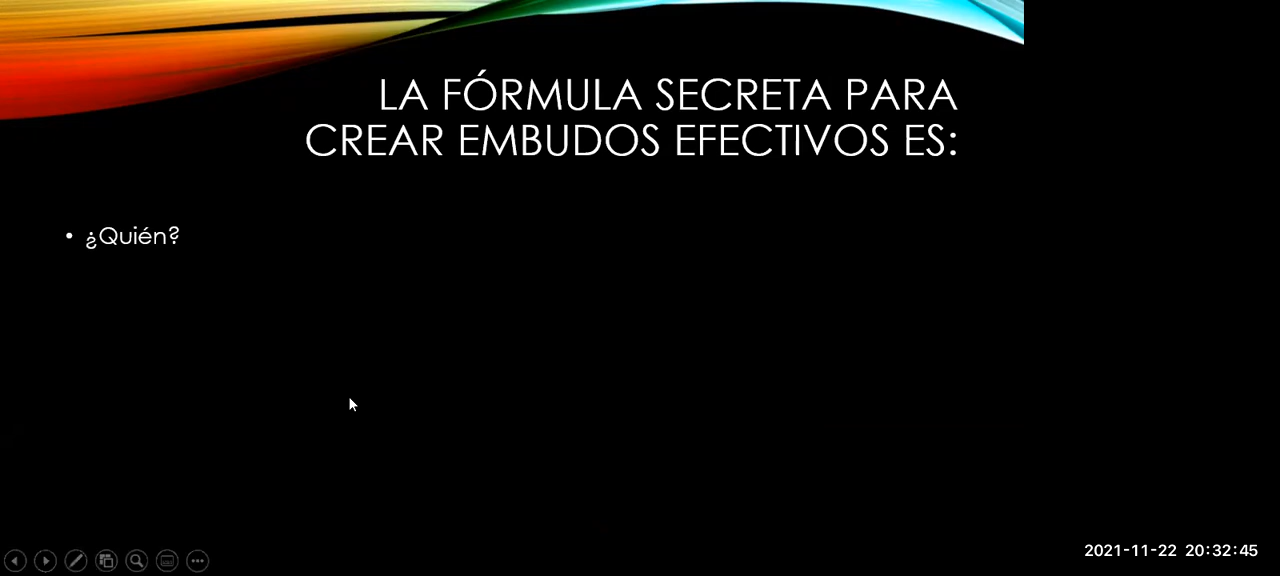 LA FÓRMULA SECRETA PARA
CREAR EMBUDOS EFECTIVOS ES:
• ¿Quién?
2021-11-22 20:32:45